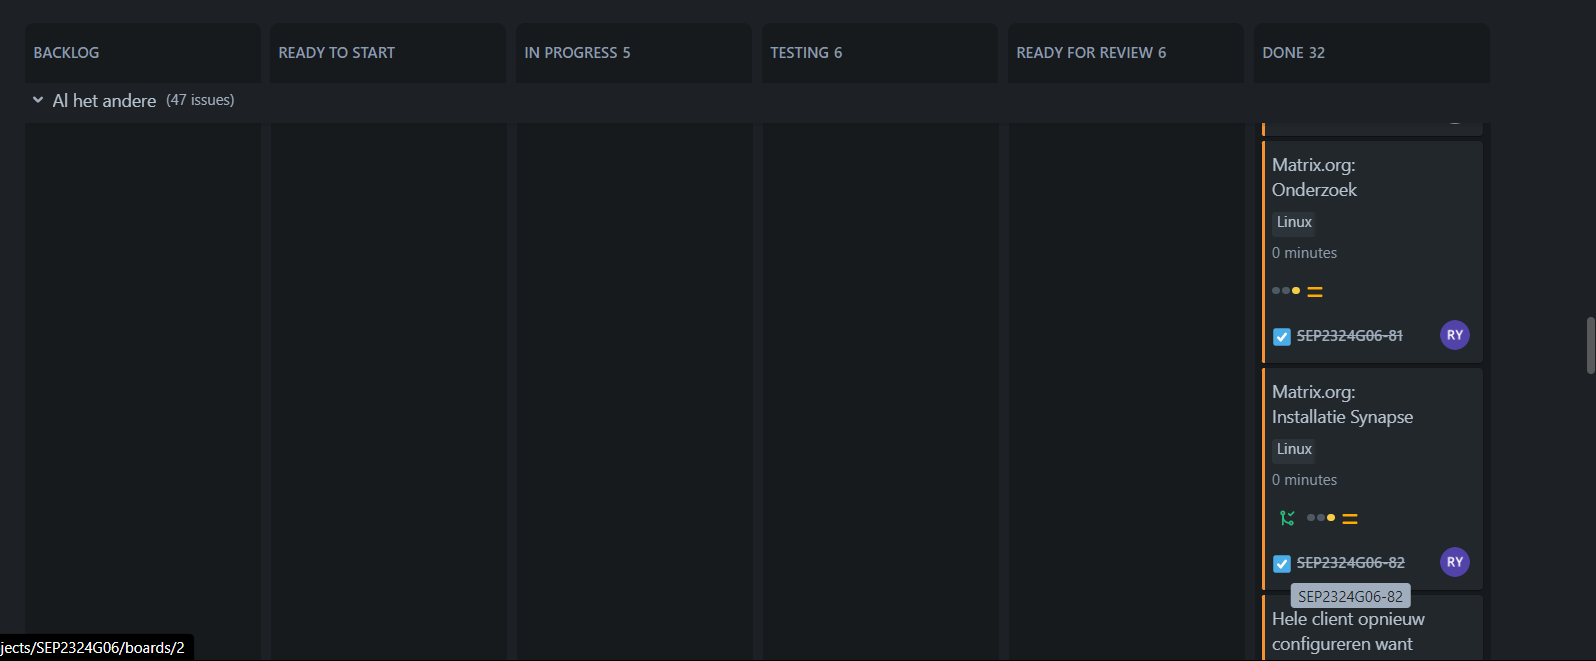 BACKLOG
READY TO START
IN PROGRESS 5
TESTING 6
READY FOR REVIEW 6
DONE 32
Al het andere (47 issues)
Matrix.org:
Onderzoek
Linux
0 minutes
SEP2324G06-81
RY
Matrix.org:
Installatie Synapse
Linux
0 minutes
SEP2324G06-82
RY
SEP2324G06-82
Hele client opnieuw
configureren want
jects/SEP2324G06/boards/2